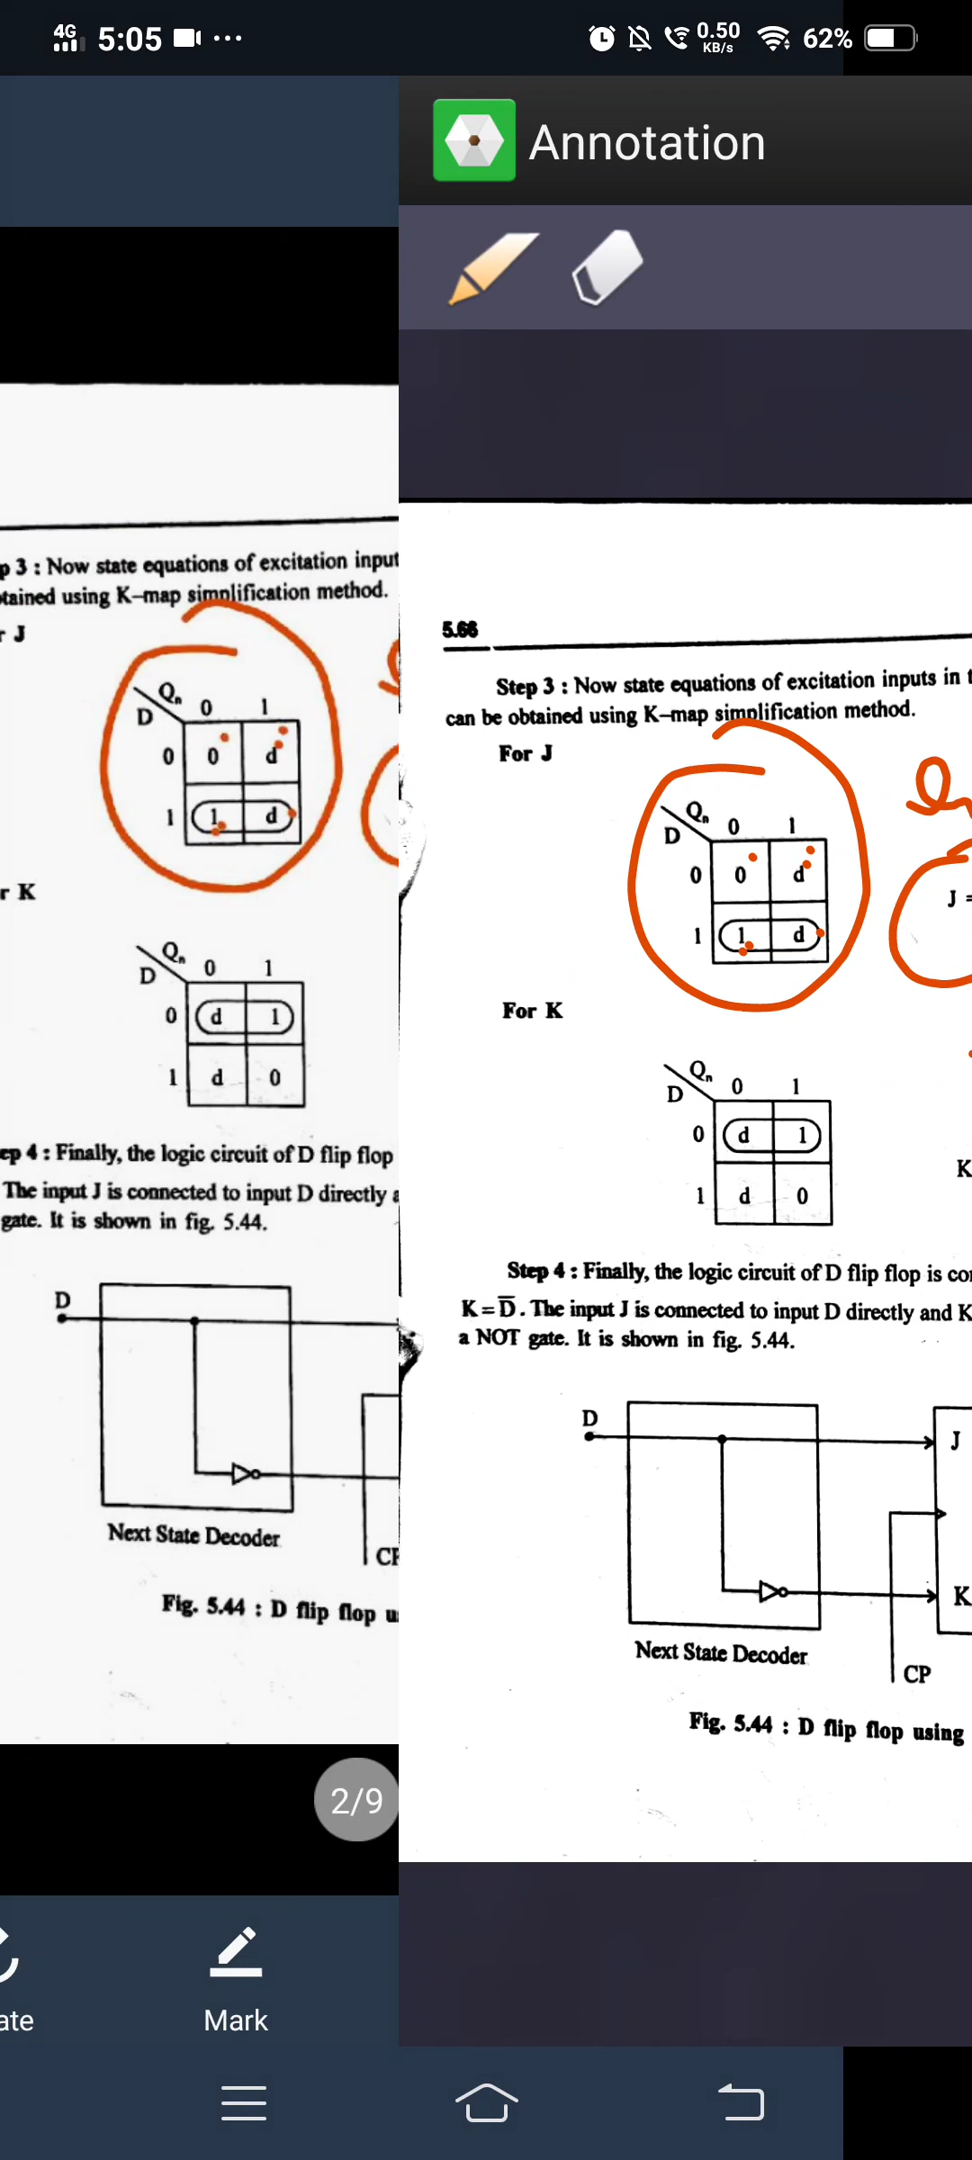 4G 5:05 ... 0.50 KB/s 62%
Annotation
p 3 : Now state equations of excitation input
tained using K–map simplification method.
r J
Qn
D 0 1
0 0 d
1 1 d
r K
Qn
D 0 1
0 d 1
1 d 0
ep 4 : Finally, the logic circuit of D flip flop
The input J is connected to input D directly a
gate. It is shown in fig. 5.44.
D
Next State Decoder
CP
Fig. 5.44 : D flip flop u
2/9
ate
Mark
5.66
Step 3 : Now state equations of excitation inputs in t
can be obtained using K–map simplification method.
For J
Qn
D 0 1
0 0 d
1 1 d
J =
For K
Qn
D 0 1
0 d 1
1 d 0
K
Step 4 : Finally, the logic circuit of D flip flop is con
K = D̅ . The input J is connected to input D directly and K
a NOT gate. It is shown in fig. 5.44.
D
J
K
Next State Decoder
CP
Fig. 5.44 : D flip flop using